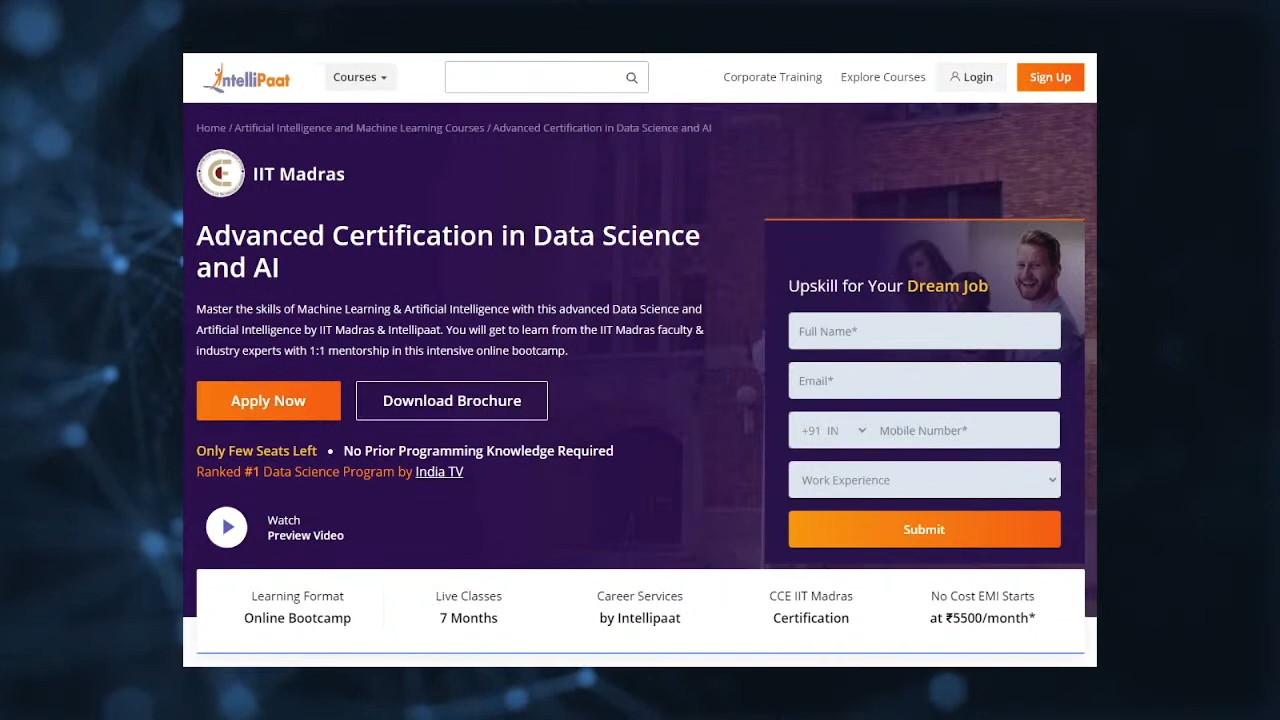 IntelliPaat
Courses
Corporate Training
Explore Courses
Login
Sign Up
Home / Artificial Intelligence and Machine Learning Courses / Advanced Certification in Data Science and AI
IIT Madras
Advanced Certification in Data Science
and AI
Master the skills of Machine Learning & Artificial Intelligence with this advanced Data Science and
Artificial Intelligence by IIT Madras & Intellipaat. You will get to learn from the IIT Madras faculty &
industry experts with 1:1 mentorship in this intensive online bootcamp.
Apply Now
Download Brochure
Only Few Seats Left • No Prior Programming Knowledge Required
Ranked #1 Data Science Program by India TV
Watch
Preview Video
Upskill for Your Dream Job
Full Name*
Email*
+91 IN
Mobile Number*
Work Experience
Submit
Learning Format
Online Bootcamp
Live Classes
7 Months
Career Services
by Intellipaat
CCE IIT Madras
Certification
No Cost EMI Starts
at ₹5500/month*